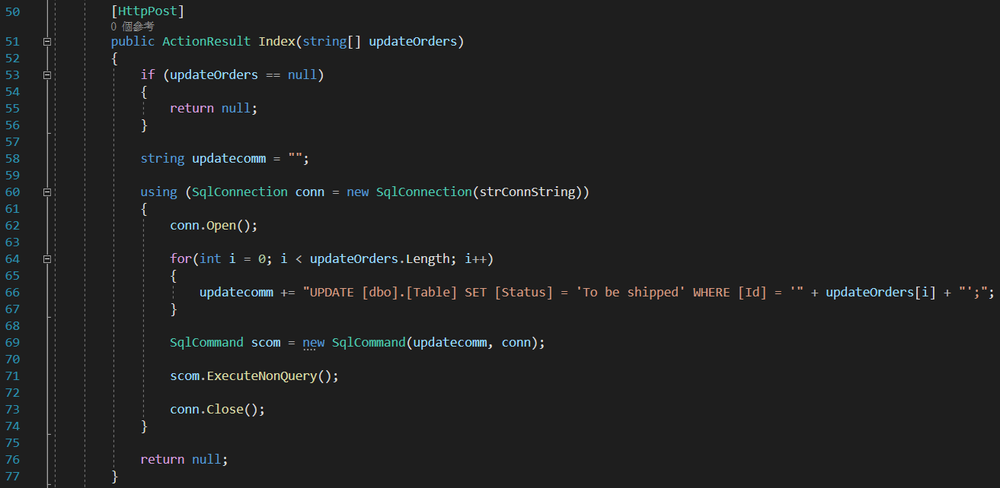 50 [HttpPost]
0 個參考
51 public ActionResult Index(string[] updateOrders)
52 {
53 if (updateOrders == null)
54 {
55 return null;
56 }
57
58 string updatecomm = "";
59
60 using (SqlConnection conn = new SqlConnection(strConnString))
61 {
62 conn.Open();
63
64 for(int i = 0; i < updateOrders.Length; i++)
65 {
66 updatecomm += "UPDATE [dbo].[Table] SET [Status] = 'To be shipped' WHERE [Id] = '" + updateOrders[i] + "';";
67 }
68
69 SqlCommand scom = new SqlCommand(updatecomm, conn);
70
71 scom.ExecuteNonQuery();
72
73 conn.Close();
74 }
75
76 return null;
77 }